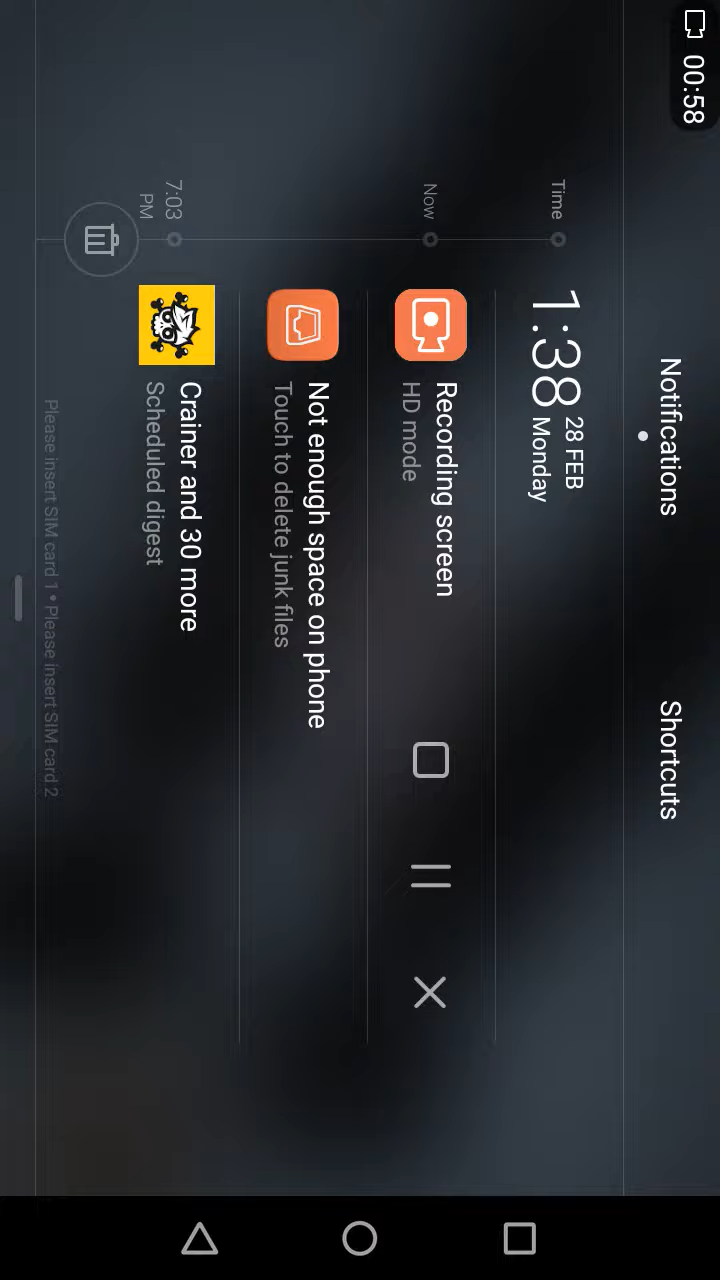 00:58
Notifications
Shortcuts
Time
1:38
28 FEB
Monday
Now
Recording screen
HD mode
Not enough space on phone
Touch to delete junk files
7:03
PM
Crainer and 30 more
Scheduled digest
Please insert SIM card 1 • Please insert SIM card 2